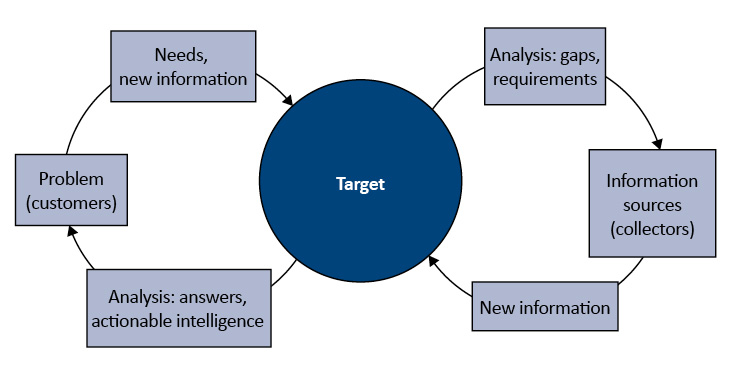 Needs,
new information
Analysis: gaps,
requirements
Problem
(customers)
Target
Information
sources
(collectors)
Analysis: answers,
actionable intelligence
New information